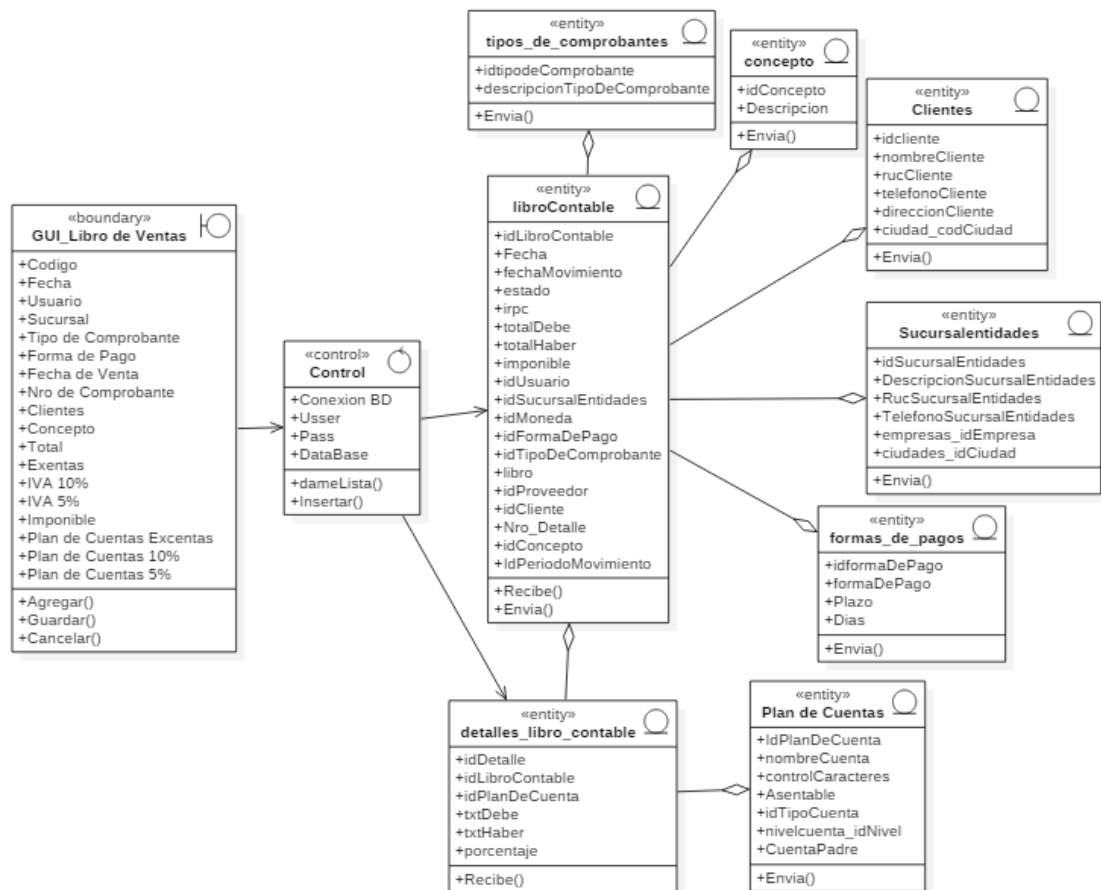 «entity»
tipos_de_comprobantes
+idtipodeComprobante
+descripcionTipoDeComprobante
+Envia()
«entity»
concepto
+idConcepto
+Descripcion
+Envia()
«entity»
Clientes
+idcliente
+nombreCliente
+rucCliente
+telefonoCliente
+direccionCliente
+ciudad_codCiudad
+Envia()
«boundary»
GUI_Libro de Ventas
+Codigo
+Fecha
+Usuario
+Sucursal
+Tipo de Comprobante
+Forma de Pago
+Fecha de Venta
+Nro de Comprobante
+Clientes
+Concepto
+Total
+Exentas
+IVA 10%
+IVA 5%
+Imponible
+Plan de Cuentas Excentas
+Plan de Cuentas 10%
+Plan de Cuentas 5%
+Agregar()
+Guardar()
+Cancelar()
«control»
Control
+Conexion BD
+Usser
+Pass
+DataBase
+dameLista()
+Insertar()
«entity»
libroContable
+idLibroContable
+Fecha
+fechaMovimiento
+estado
+irpc
+totalDebe
+totalHaber
+imponible
+idUsuario
+idSucursalEntidades
+idMoneda
+idFormaDePago
+idTipoDeComprobante
+libro
+idProveedor
+idCliente
+Nro_Detalle
+idConcepto
+IdPeriodoMovimiento
+Recibe()
+Envia()
«entity»
Sucursalentidades
+idSucursalEntidades
+DescripcionSucursalEntidades
+RucSucursalEntidades
+TelefonoSucursalEntidades
+empresas_idEmpresa
+ciudades_idCiudad
+Envia()
«entity»
formas_de_pagos
+idformaDePago
+formaDePago
+Plazo
+Dias
+Envia()
«entity»
detalles_libro_contable
+idDetalle
+idLibroContable
+idPlanDeCuenta
+txtDebe
+txtHaber
+porcentaje
+Recibe()
«entity»
Plan de Cuentas
+IdPlanDeCuenta
+nombreCuenta
+controlCaracteres
+Asentable
+idTipoCuenta
+nivelcuenta_idNivel
+CuentaPadre
+Envia()